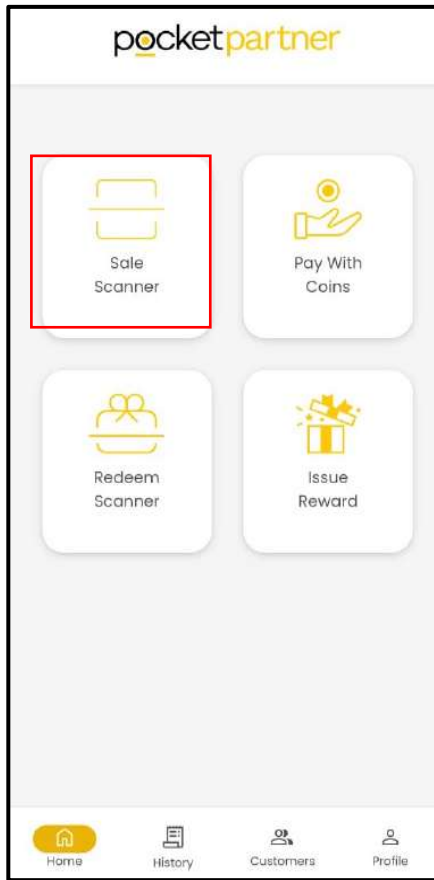 pocketpartner
Sale
Scanner
Pay With
Coins
Redeem
Scanner
Issue
Reward
Home
History
Customers
Profile